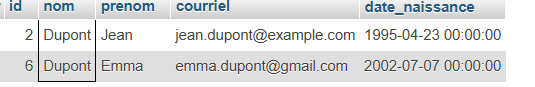 id nom prenom courriel date_naissance
2 Dupont Jean jean.dupont@example.com 1995-04-23 00:00:00
6 Dupont Emma emma.dupont@gmail.com 2002-07-07 00:00:00